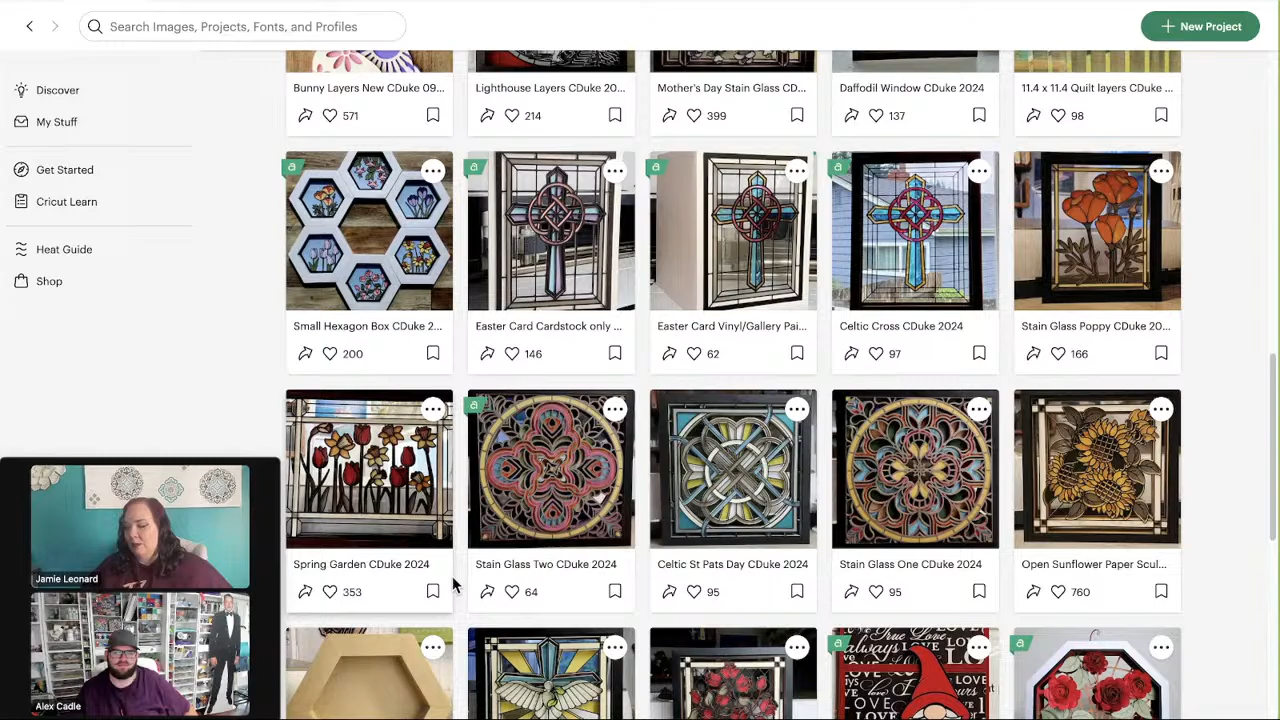 Search Images, Projects, Fonts, and Profiles
New Project
Discover
My Stuff
Get Started
Cricut Learn
Heat Guide
Shop
Bunny Layers New CDuke 09...
571
Lighthouse Layers CDuke 20...
214
Mother's Day Stain Glass CD...
399
Daffodil Window CDuke 2024
137
11.4 x 11.4 Quilt layers CDuke ...
98
a
a
a
a
Small Hexagon Box CDuke 2...
200
Easter Card Cardstock only ...
146
Easter Card Vinyl/Gallery Pai...
62
Celtic Cross CDuke 2024
97
Stain Glass Poppy CDuke 20...
166
a
Spring Garden CDuke 2024
353
Stain Glass Two CDuke 2024
64
Celtic St Pats Day CDuke 2024
95
Stain Glass One CDuke 2024
95
Open Sunflower Paper Scul...
760
a
a
True Love
always LOVE
Jamie Leonard
Alex Cadle